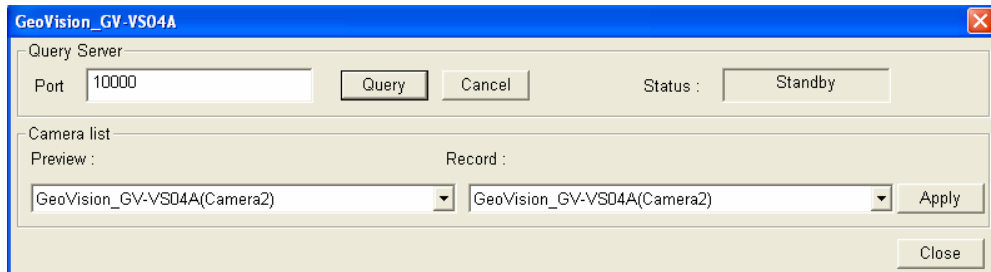 GeoVision_GV-VS04A
Query Server
Port 10000 Query Cancel Status : Standby
Camera list
Preview : Record :
GeoVision_GV-VS04A(Camera2) GeoVision_GV-VS04A(Camera2) Apply
Close